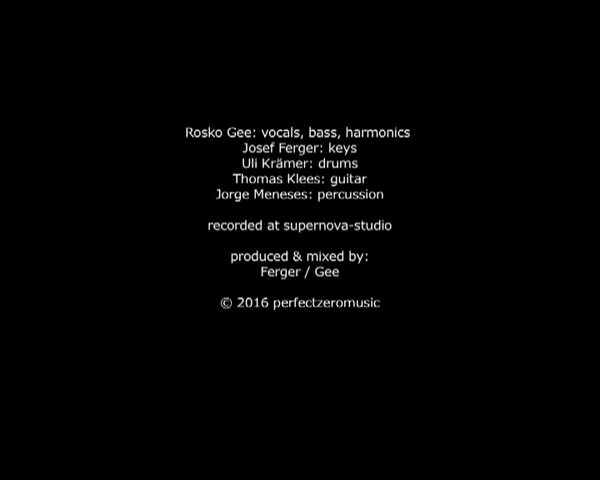 Rosko Gee: vocals, bass, harmonics
Josef Ferger: keys
Uli Krämer: drums
Thomas Klees: guitar
Jorge Meneses: percussion
recorded at supernova-studio
produced & mixed by:
Ferger / Gee
© 2016 perfectzeromusic